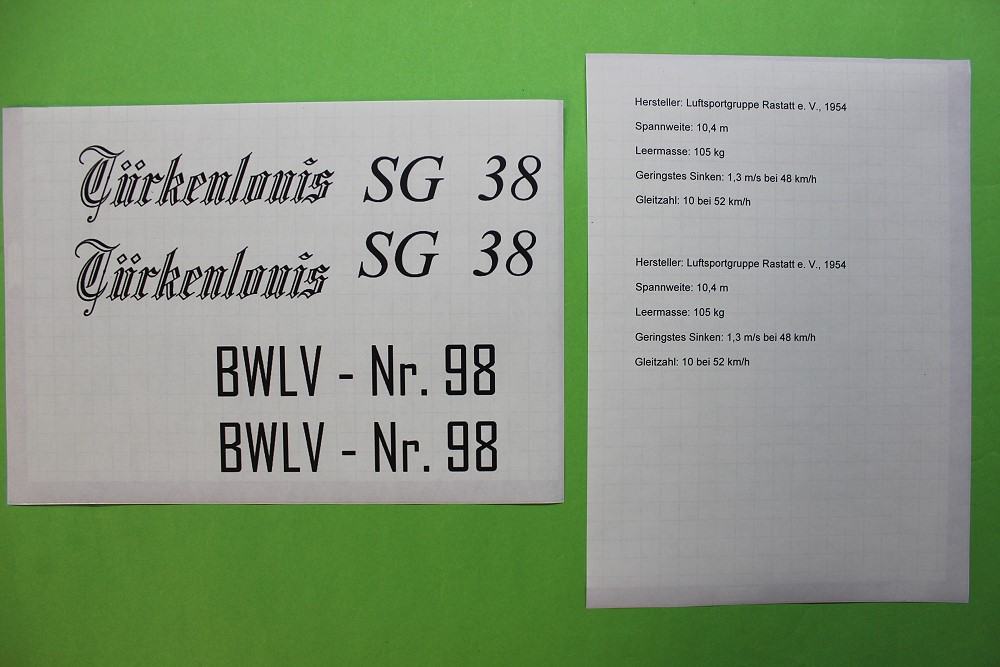 Türkenlouis SG 38
Türkenlouis SG 38
BWLV - Nr. 98
BWLV - Nr. 98
Hersteller: Luftsportgruppe Rastatt e. V., 1954
Spannweite: 10,4 m
Leermasse: 105 kg
Geringstes Sinken: 1,3 m/s bei 48 km/h
Gleitzahl: 10 bei 52 km/h
Hersteller: Luftsportgruppe Rastatt e. V., 1954
Spannweite: 10,4 m
Leermasse: 105 kg
Geringstes Sinken: 1,3 m/s bei 48 km/h
Gleitzahl: 10 bei 52 km/h